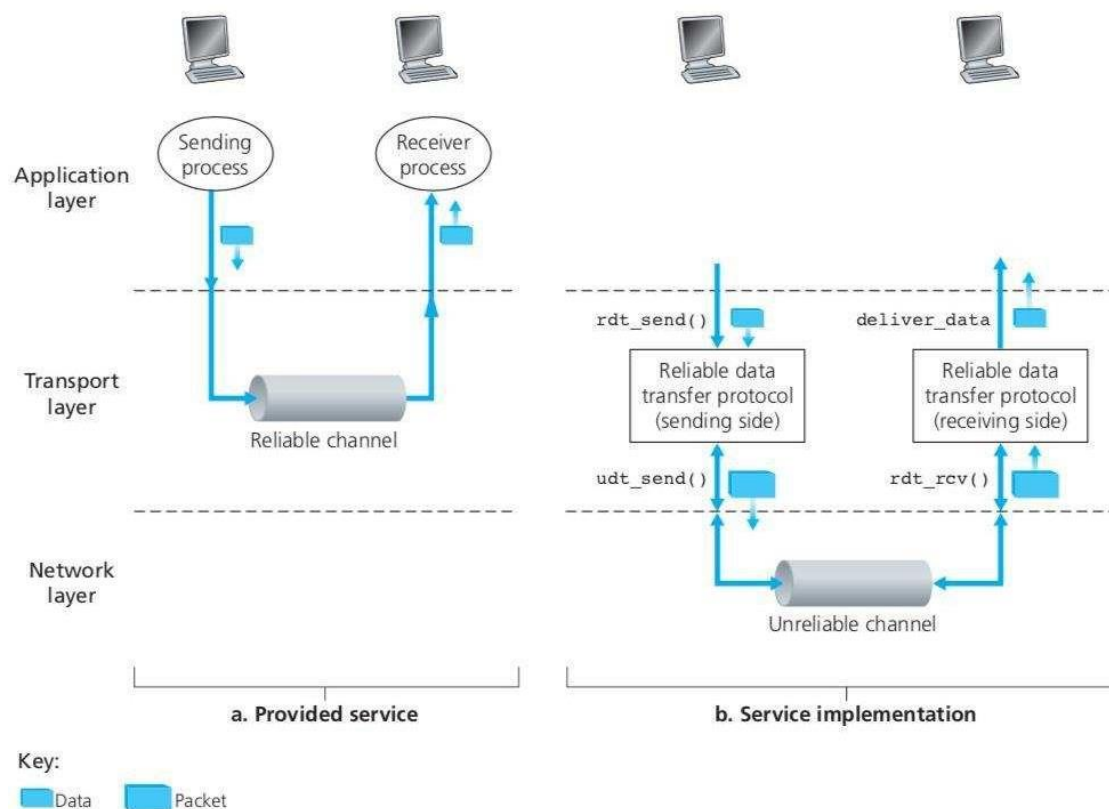 Sending
process
Receiver
process
Application
layer
rdt_send()
deliver_data
Transport
layer
Reliable channel
Reliable data
transfer protocol
(sending side)
Reliable data
transfer protocol
(receiving side)
udt_send()
rdt_rcv()
Network
layer
Unreliable channel
a. Provided service
b. Service implementation
Key:
Data
Packet